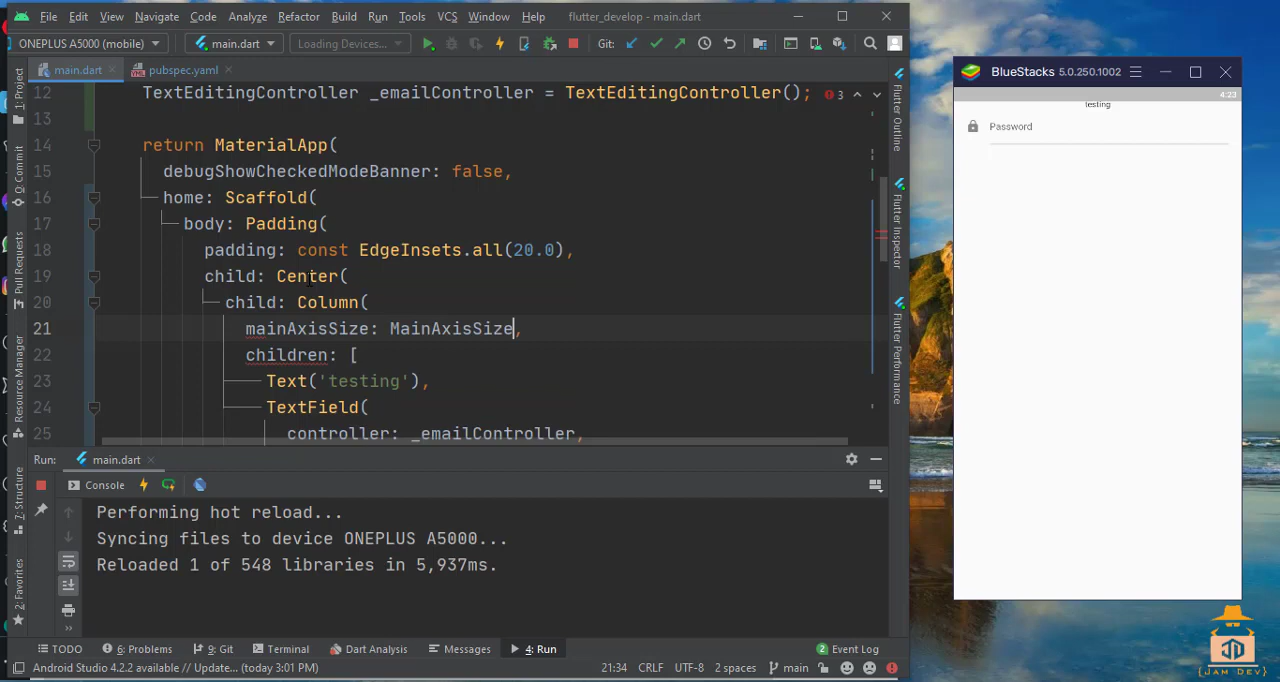 File Edit View Navigate Code Analyze Refactor Build Run Tools VCS Window Help flutter_develop - main.dart
ONEPLUS A5000 (mobile) main.dart Loading Devices... Git:
main.dart pubspec.yaml
12 TextEditingController _emailController = TextEditingController(); 3
13
14 return MaterialApp(
15 debugShowCheckedModeBanner: false,
16 home: Scaffold(
17 body: Padding(
18 padding: const EdgeInsets.all(20.0),
19 child: Center(
20 child: Column(
21 mainAxisSize: MainAxisSize,
22 children: [
23 Text('testing'),
24 TextField(
25 controller: _emailController,
1: Project
0: Commit
Pull Requests
Resource Manager
Z: Structure
2: Favorites
Flutter Outline
Flutter Inspector
Flutter Performance
Run: main.dart
Console
Performing hot reload...
Syncing files to device ONEPLUS A5000...
Reloaded 1 of 548 libraries in 5,937ms.
TODO 6: Problems 9: Git Terminal Dart Analysis Messages 4: Run 2 Event Log
Android Studio 4.2.2 available // Update... (today 3:01 PM) 21:34 CRLF UTF-8 2 spaces main
BlueStacks 5.0.250.1002
4:23
testing
Password
JD
{JAM DEV}